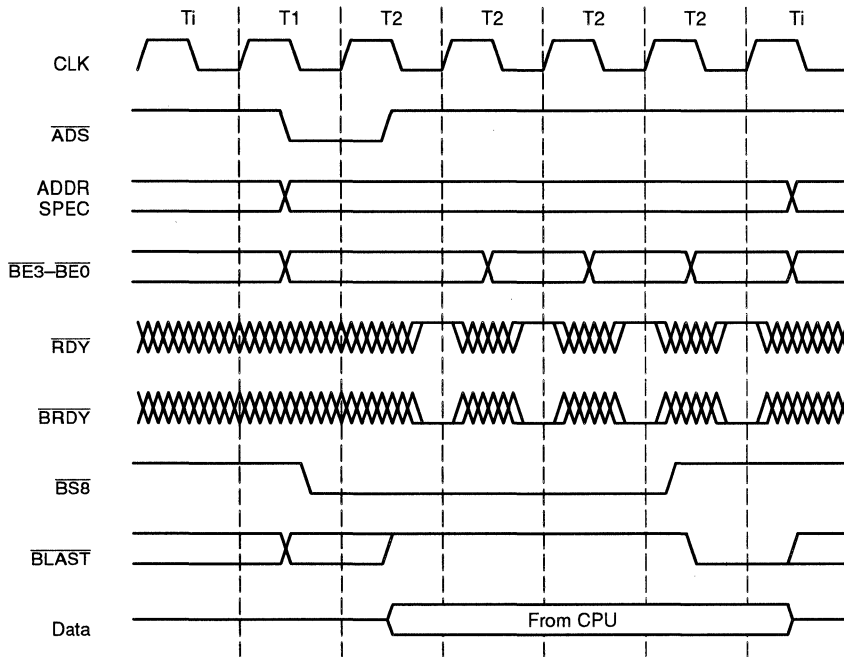 Ti T1 T2 T2 T2 T2 Ti
CLK
ADS
ADDR
SPEC
BE3–BE0
RDY
BRDY
BS8
BLAST
Data From CPU